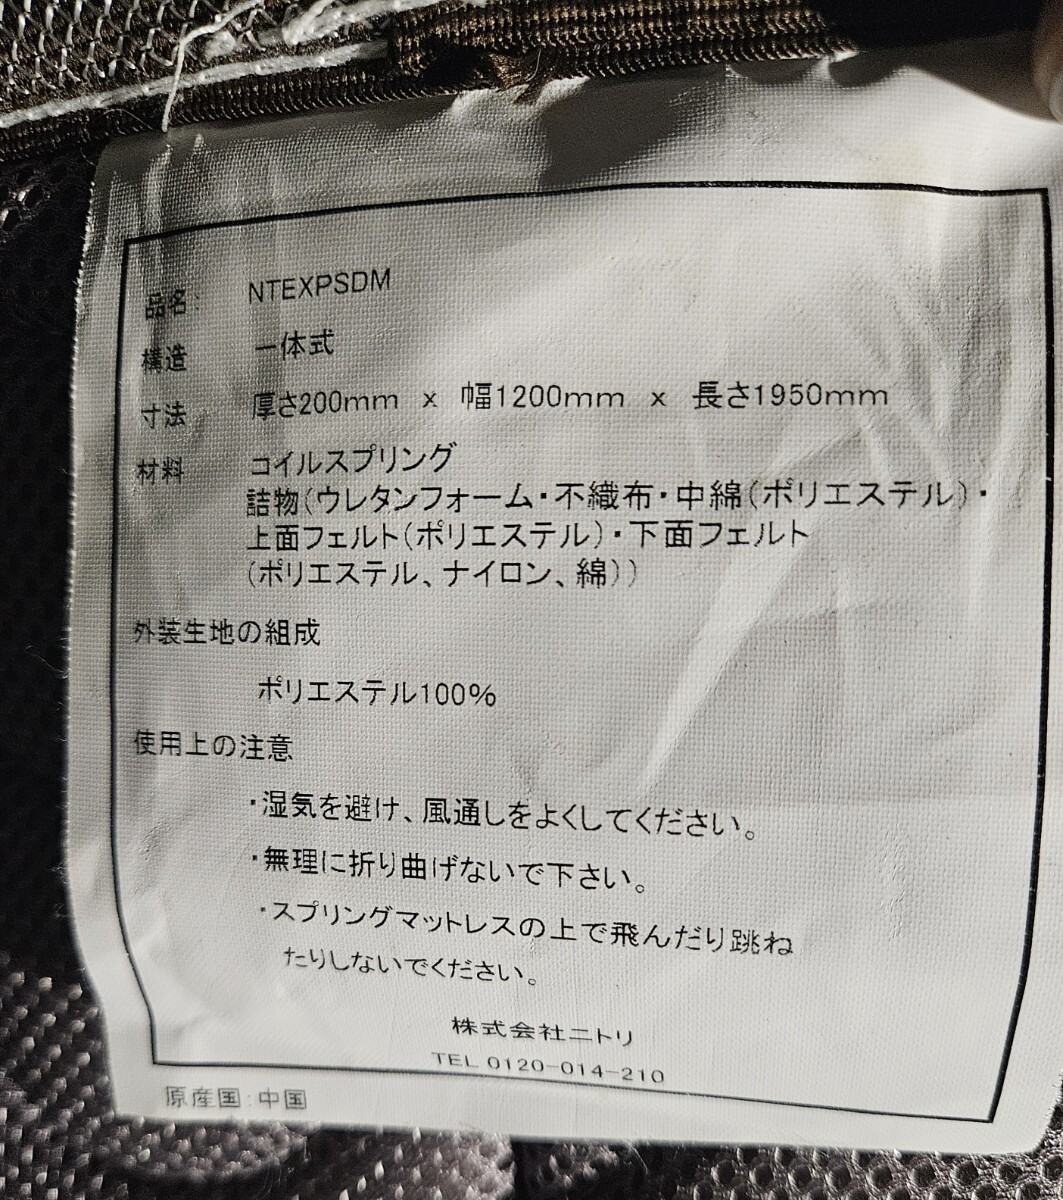 品名: NTEXPSDM
構造 一体式
寸法 厚さ200mm x 幅1200mm x 長さ1950mm
材料 コイルスプリング
詰物(ウレタンフォーム・不織布・中綿(ポリエステル)・
上面フェルト(ポリエステル)・下面フェルト
(ポリエステル、ナイロン、綿))
外装生地の組成
ポリエステル100%
使用上の注意
・湿気を避け、風通しをよくしてください。
・無理に折り曲げないで下さい。
・スプリングマットレスの上で飛んだり跳ね
たりしないでください。
株式会社ニトリ
TEL 0120-014-210
原産国:中国